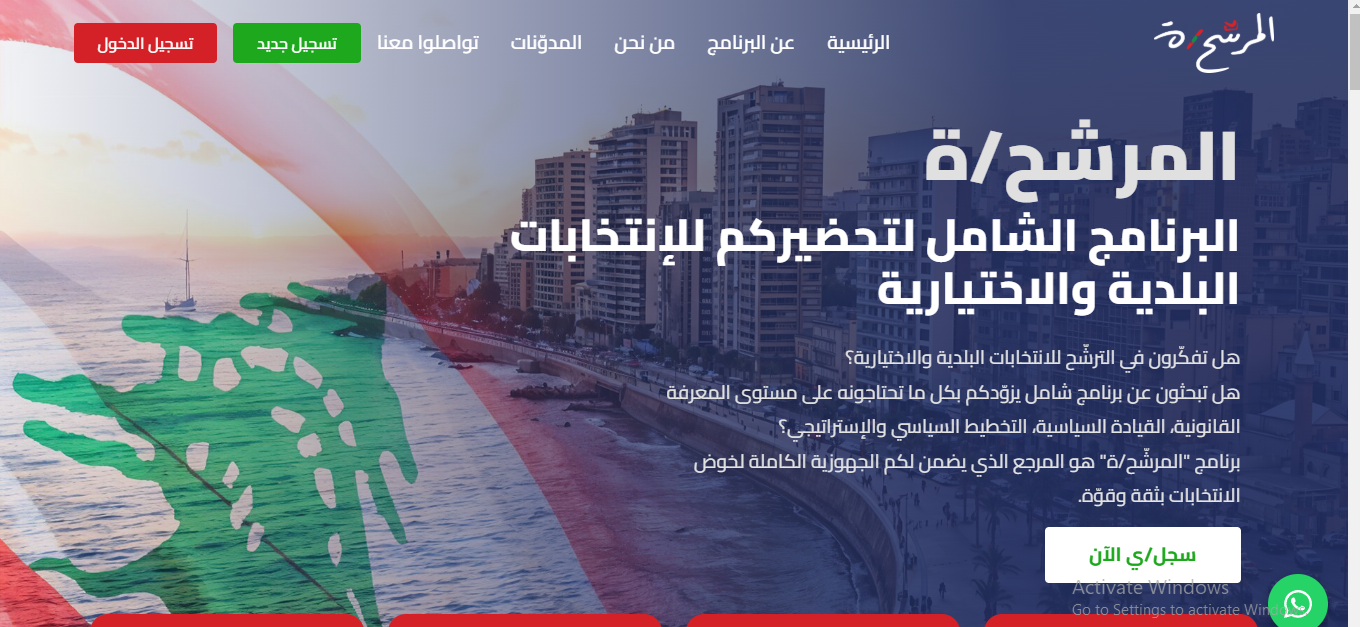 المرشح/ة
الرئيسية
عن البرنامج
من نحن
المدوّنات
تواصلوا معنا
تسجيل جديد
تسجيل الدخول
المرشح/ة
البرنامج الشامل لتحضيركم للإنتخابات
البلدية والاختيارية
هل تفكّرون في الترشّح للانتخابات البلدية والاختيارية؟
هل تبحثون عن برنامج شامل يزوّدكم بكل ما تحتاجونه على مستوى المعرفة
القانونية، القيادة السياسية، التخطيط السياسي والإستراتيجي؟
برنامج "المرشّح/ة" هو المرجع الذي يضمن لكم الجهوزية الكاملة لخوض
الانتخابات بثقة وقوّة.
سجل/ي الآن
Activate Windows
Go to Settings to activate Windows